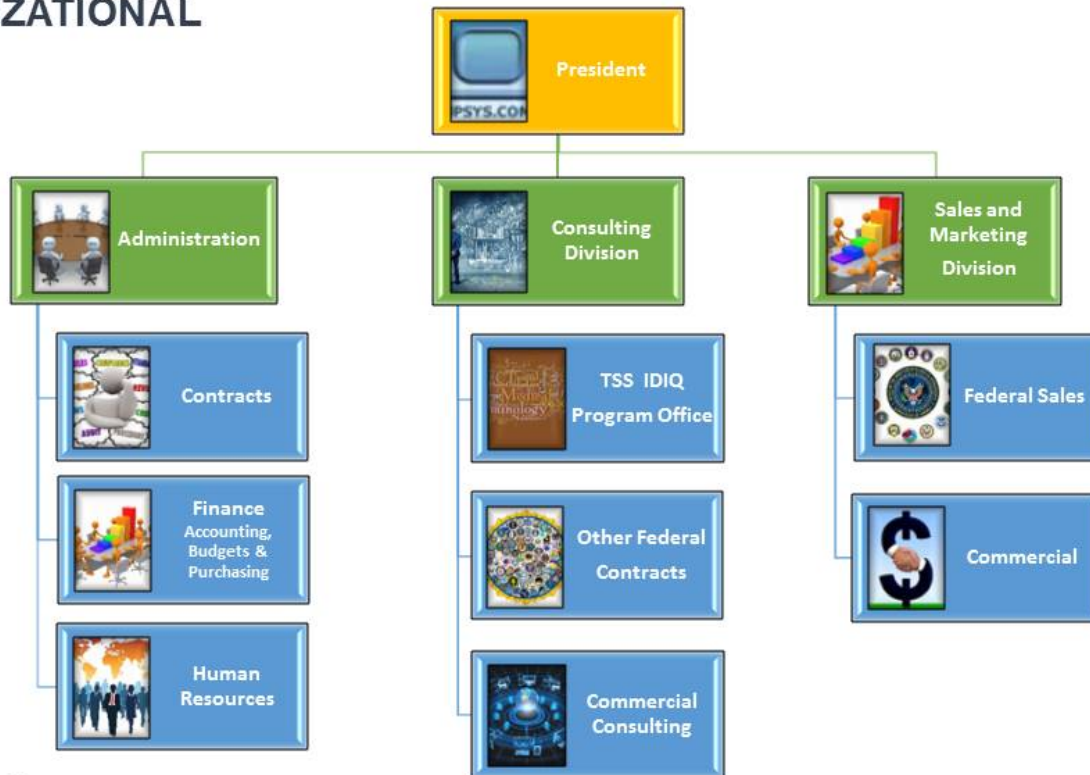 ZATIONAL
President
PSYS.COM
Administration
Consulting
Division
Sales and
Marketing
Division
Contracts
AUDIT
Finance
Accounting,
Budgets &
Purchasing
Human
Resources
TSS IDIQ
Program Office
Other Federal
Contracts
Commercial
Consulting
Federal Sales
Commercial